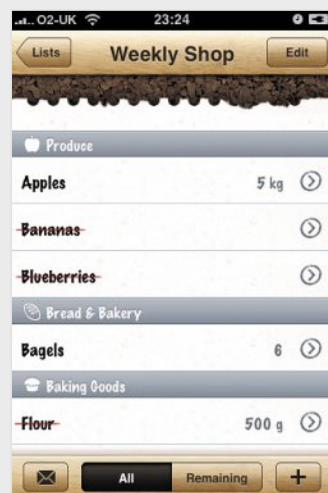 O2-UK 23:24
Lists Weekly Shop Edit
Produce
Apples 5 kg
Bananas
Blueberries
Bread & Bakery
Bagels 6
Baking Goods
Flour 500 g
All Remaining +